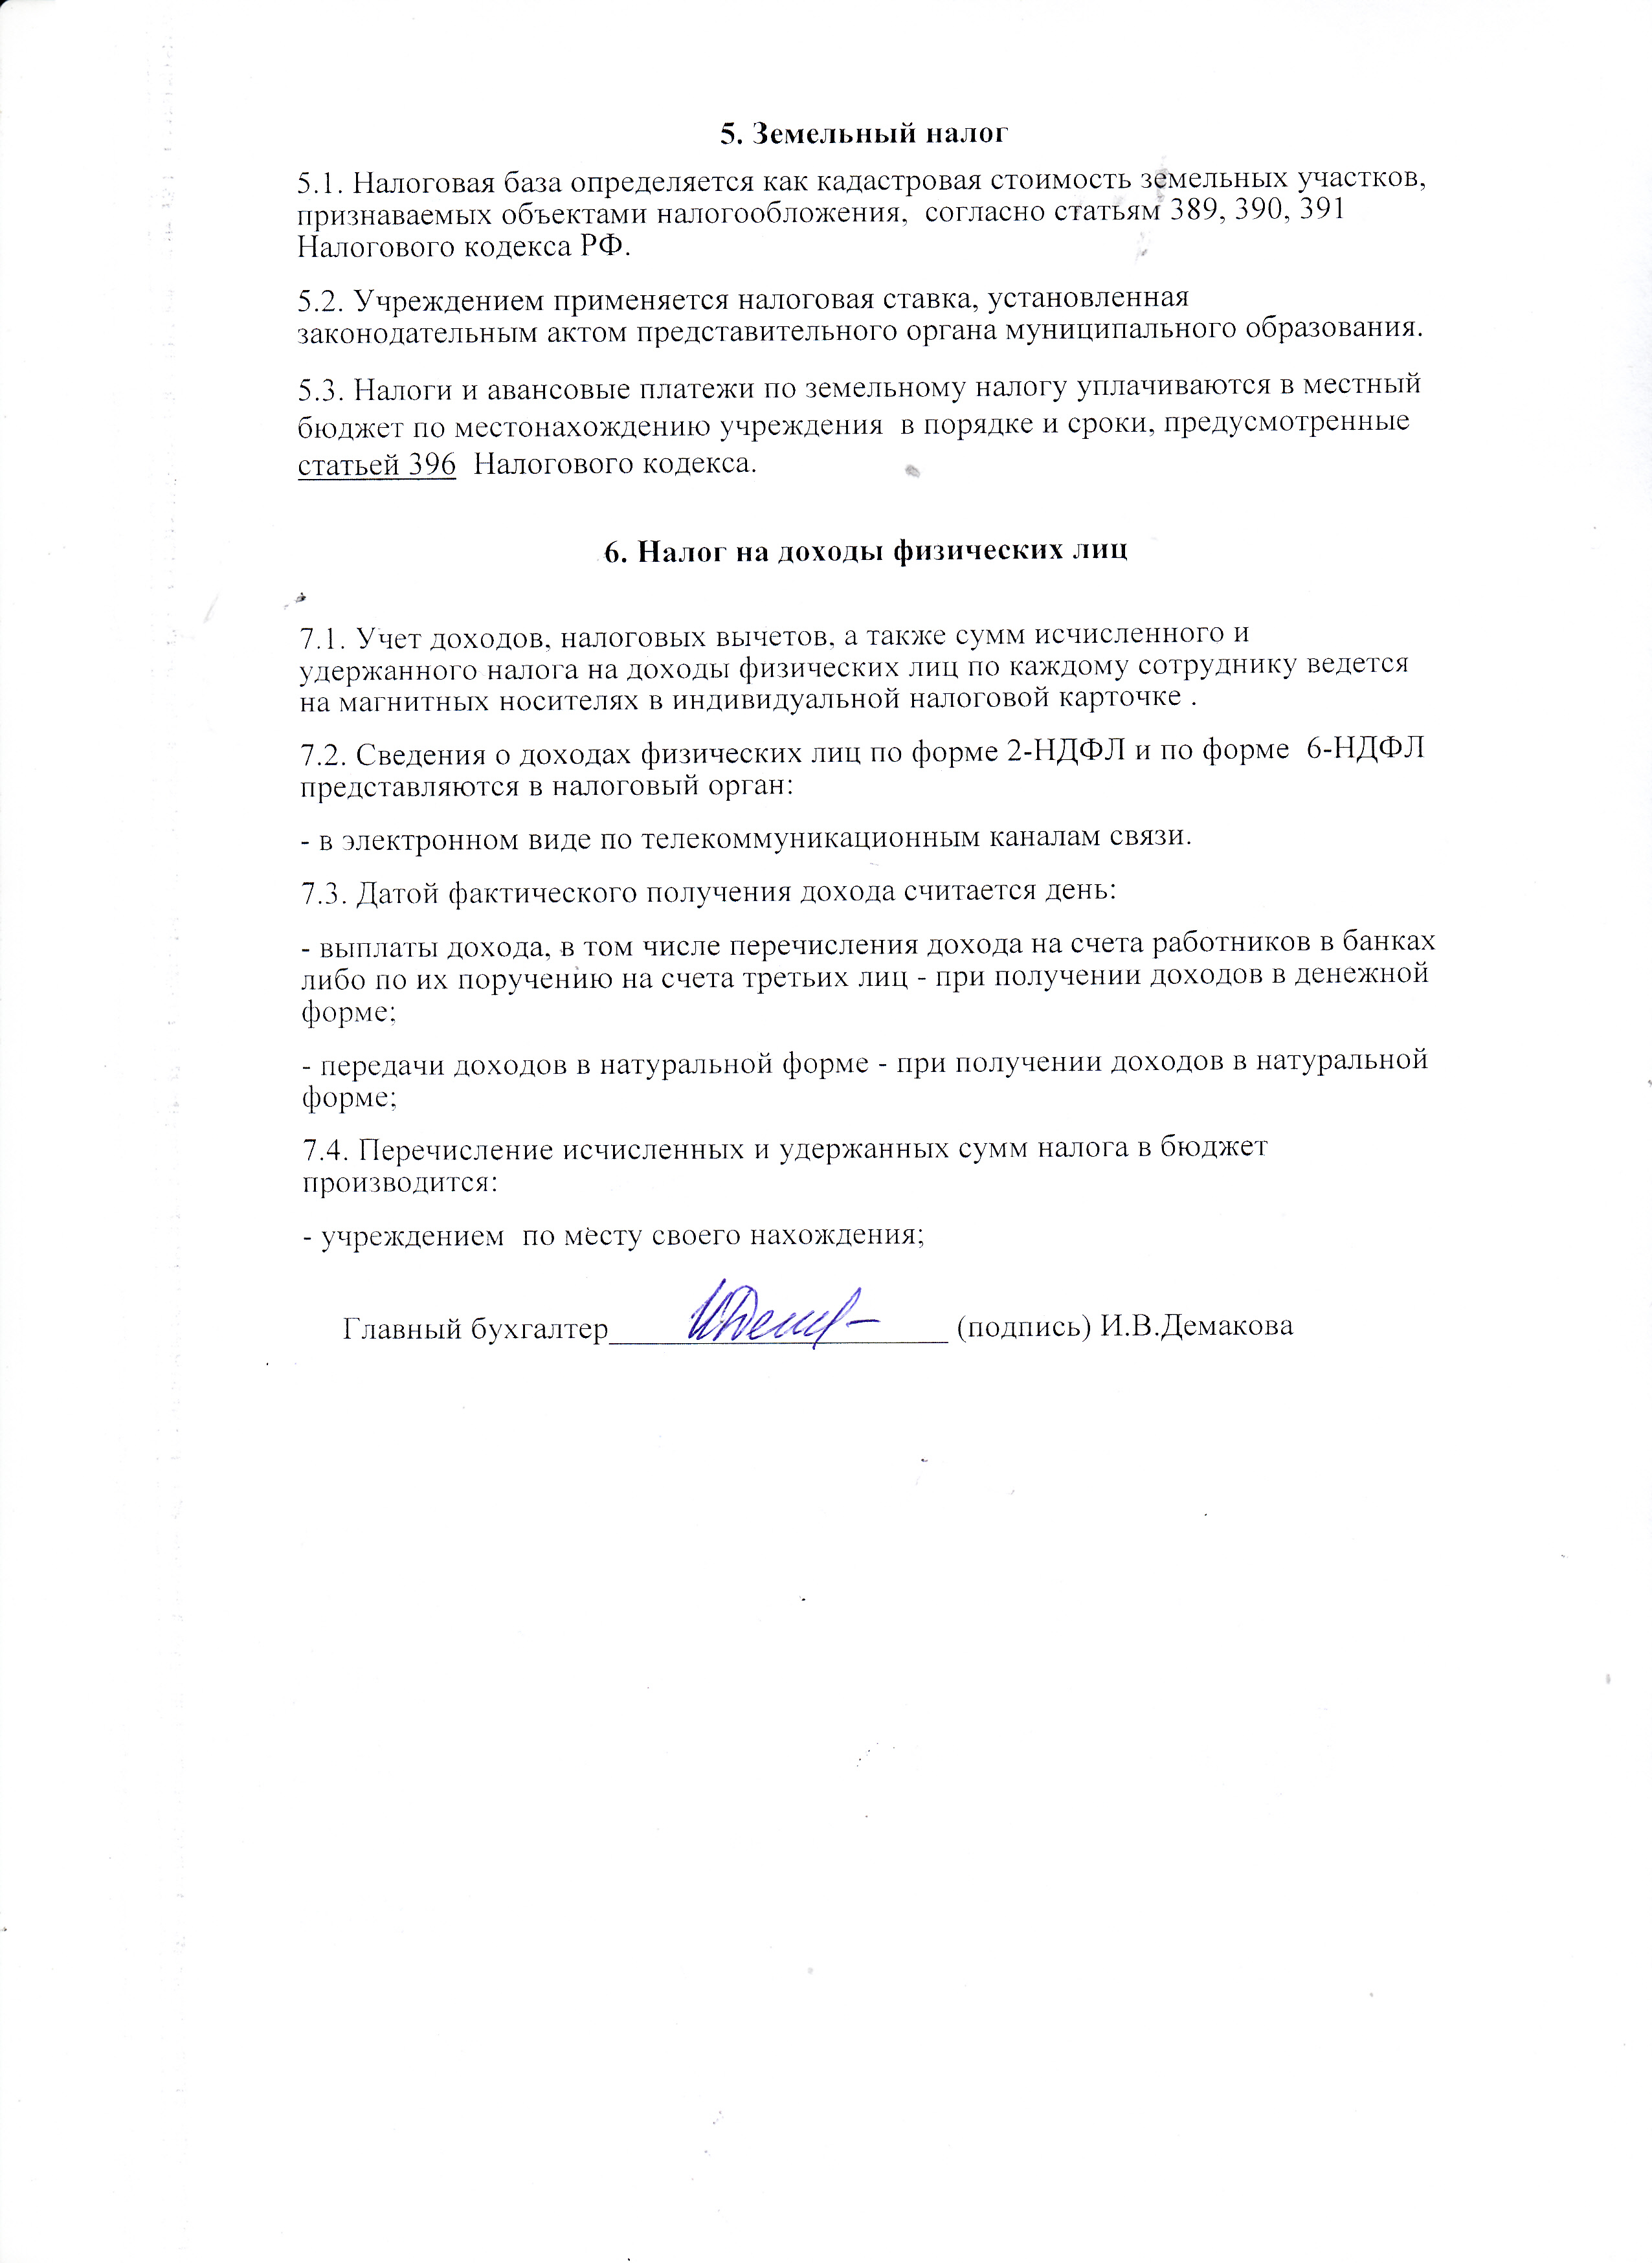 5. Земельный налог
5.1. Налоговая база определяется как кадастровая стоимость земельных участков,
признаваемых объектами налогообложения,  согласно статьям 389, 390, 391
Налогового кодекса РФ.
5.2. Учреждением применяется налоговая ставка, установленная
законодательным актом представительного органа муниципального образования.
5.3. Налоги и авансовые платежи по земельному налогу уплачиваются в местный
бюджет по местонахождению учреждения  в порядке и сроки, предусмотренные
статьей 396  Налогового кодекса.
6. Налог на доходы физических лиц
7.1. Учет доходов, налоговых вычетов, а также сумм исчисленного и
удержанного налога на доходы физических лиц по каждому сотруднику ведется
на магнитных носителях в индивидуальной налоговой карточке .
7.2. Сведения о доходах физических лиц по форме 2-НДФЛ и по форме  6-НДФЛ
представляются в налоговый орган:
- в электронном виде по телекоммуникационным каналам связи.
7.3. Датой фактического получения дохода считается день:
- выплаты дохода, в том числе перечисления дохода на счета работников в банках
либо по их поручению на счета третьих лиц - при получении доходов в денежной
форме;
- передачи доходов в натуральной форме - при получении доходов в натуральной
форме;
7.4. Перечисление исчисленных и удержанных сумм налога в бюджет
производится:
- учреждением  по месту своего нахождения;
Главный бухгалтер______________________ (подпись) И.В.Демакова